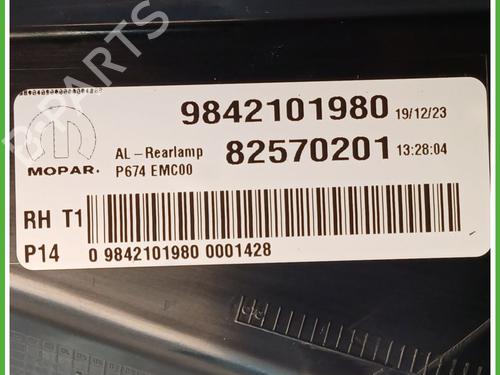 9842101980 19/12/23
AL-Rearlamp 82570201 13:28:04
MOPAR. P674 EMC00
RH T1
P14 0 9842101980 0001428
B-PARTS